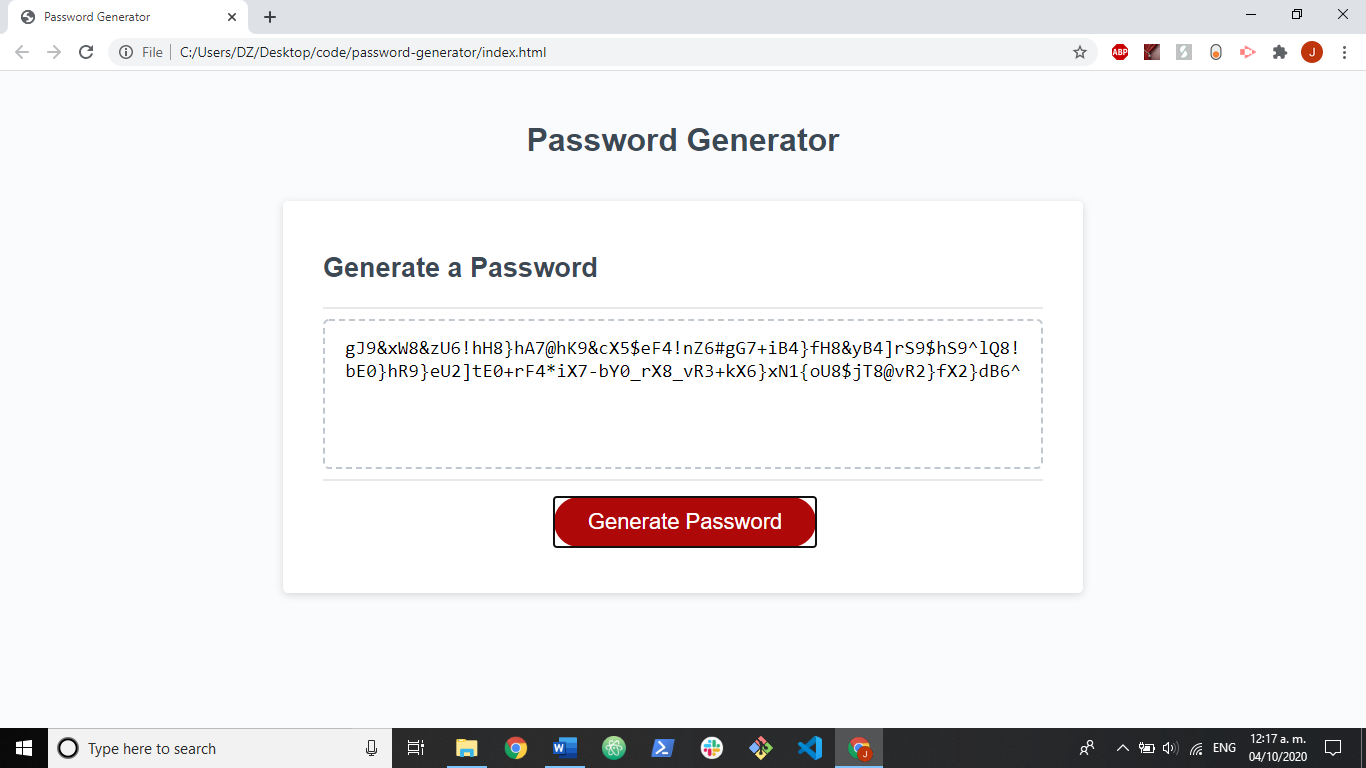 Password Generator
File
C:/Users/DZ/Desktop/code/password-generator/index.html
ABP
J
Password Generator
Generate a Password
gJ9&xW8&zU6!hH8}hA7@hK9&cX5$eF4!nZ6#gG7+iB4}fH8&yB4]rS9$hS9^lQ8!
bE0}hR9}eU2]tE0+rF4*iX7-bY0_rX8_vR3+kX6}xN1{oU8$jT8@vR2}fX2}dB6^
Generate Password
Type here to search
W
J
ENG
12:17 a. m.
04/10/2020